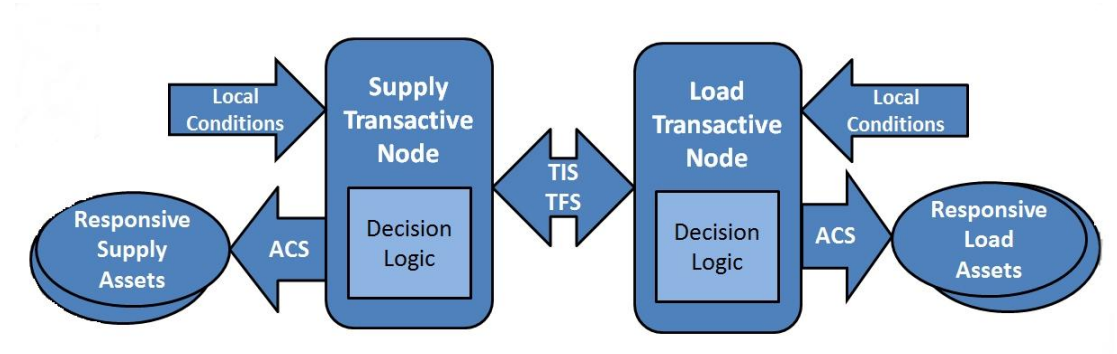 Local
Conditions
Supply
Transactive
Node
Decision
Logic
Responsive
Supply
Assets
ACS
TIS
TFS
Load
Transactive
Node
Decision
Logic
Local
Conditions
ACS
Responsive
Load
Assets